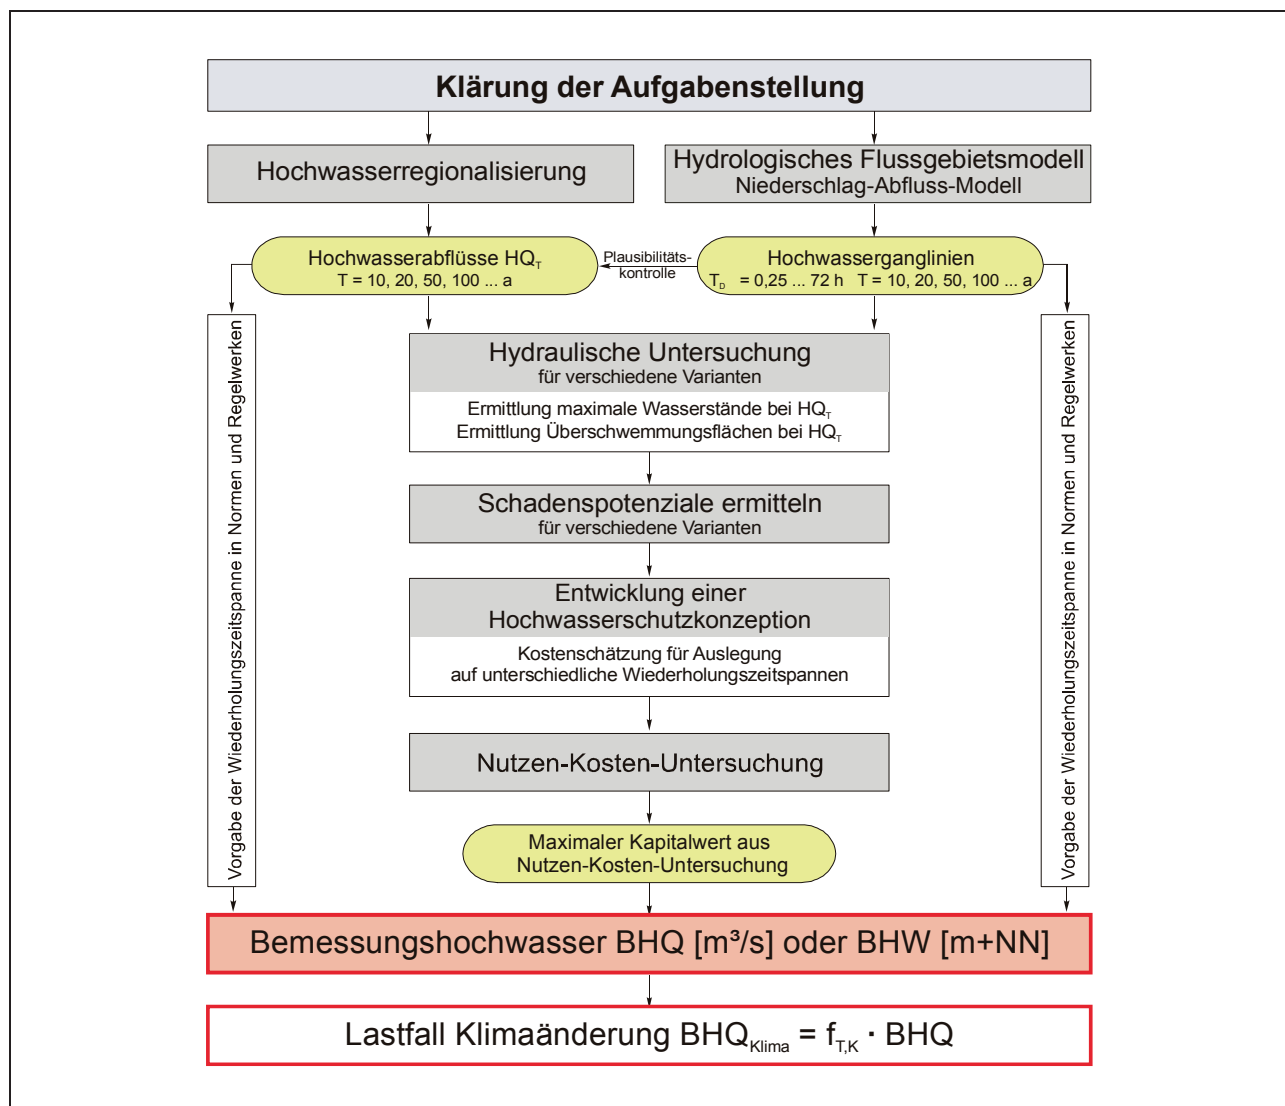 Klärung der Aufgabenstellung
Hochwasserregionalisierung
Hydrologisches Flussgebietsmodell
Niederschlag-Abfluss-Modell
Hochwasserabflüsse HQT
T = 10, 20, 50, 100 ... a
Plausibilitäts-
kontrolle
Hochwasserganglinien
TD = 0,25 ... 72 h T = 10, 20, 50, 100 ... a
Vorgabe der Wiederholungszeitspanne in Normen und Regelwerken
Hydraulische Untersuchung
für verschiedene Varianten
Ermittlung maximale Wasserstände bei HQT
Ermittlung Überschwemmungsflächen bei HQT
Schadenspotenziale ermitteln
für verschiedene Varianten
Entwicklung einer
Hochwasserschutzkonzeption
Kostenschätzung für Auslegung
auf unterschiedliche Wiederholungszeitspannen
Nutzen-Kosten-Untersuchung
Maximaler Kapitalwert aus
Nutzen-Kosten-Untersuchung
Vorgabe der Wiederholungszeitspanne in Normen und Regelwerken
Bemessungshochwasser BHQ [m³/s] oder BHW [m+NN]
Lastfall Klimaänderung BHQKlima = fT,K · BHQ